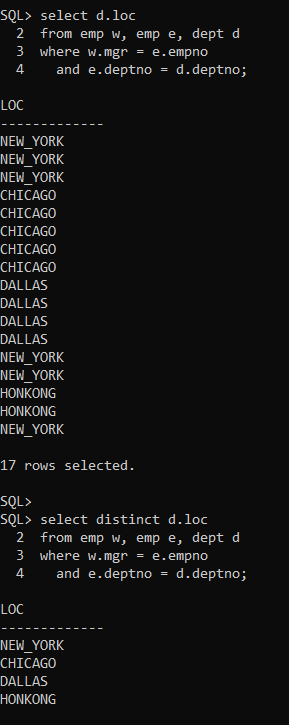 SQL> select d.loc
  2  from emp w, emp e, dept d
  3  where w.mgr = e.empno
  4    and e.deptno = d.deptno;
LOC
-------------
NEW_YORK
NEW_YORK
NEW_YORK
CHICAGO
CHICAGO
CHICAGO
CHICAGO
CHICAGO
DALLAS
DALLAS
DALLAS
DALLAS
NEW_YORK
NEW_YORK
HONKONG
HONKONG
NEW_YORK
17 rows selected.
SQL>
SQL> select distinct d.loc
  2  from emp w, emp e, dept d
  3  where w.mgr = e.empno
  4    and e.deptno = d.deptno;
LOC
-------------
NEW_YORK
CHICAGO
DALLAS
HONKONG